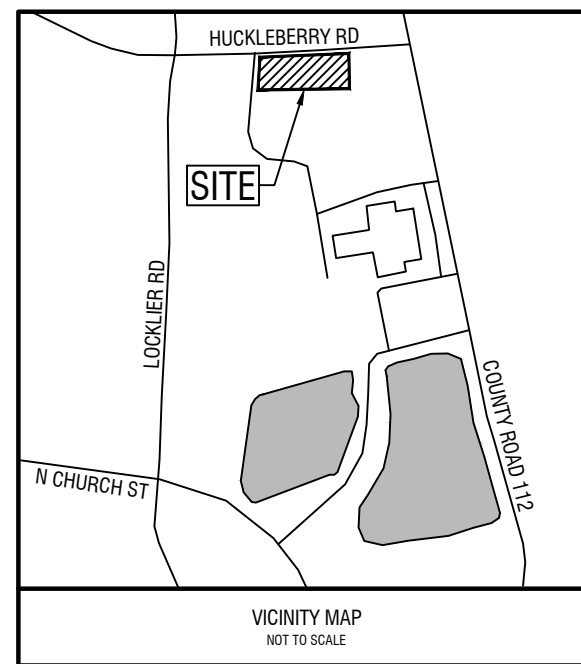 HUCKLEBERRY RD
SITE
LOCKLIER RD
COUNTY ROAD 112
N CHURCH ST
VICINITY MAP
NOT TO SCALE